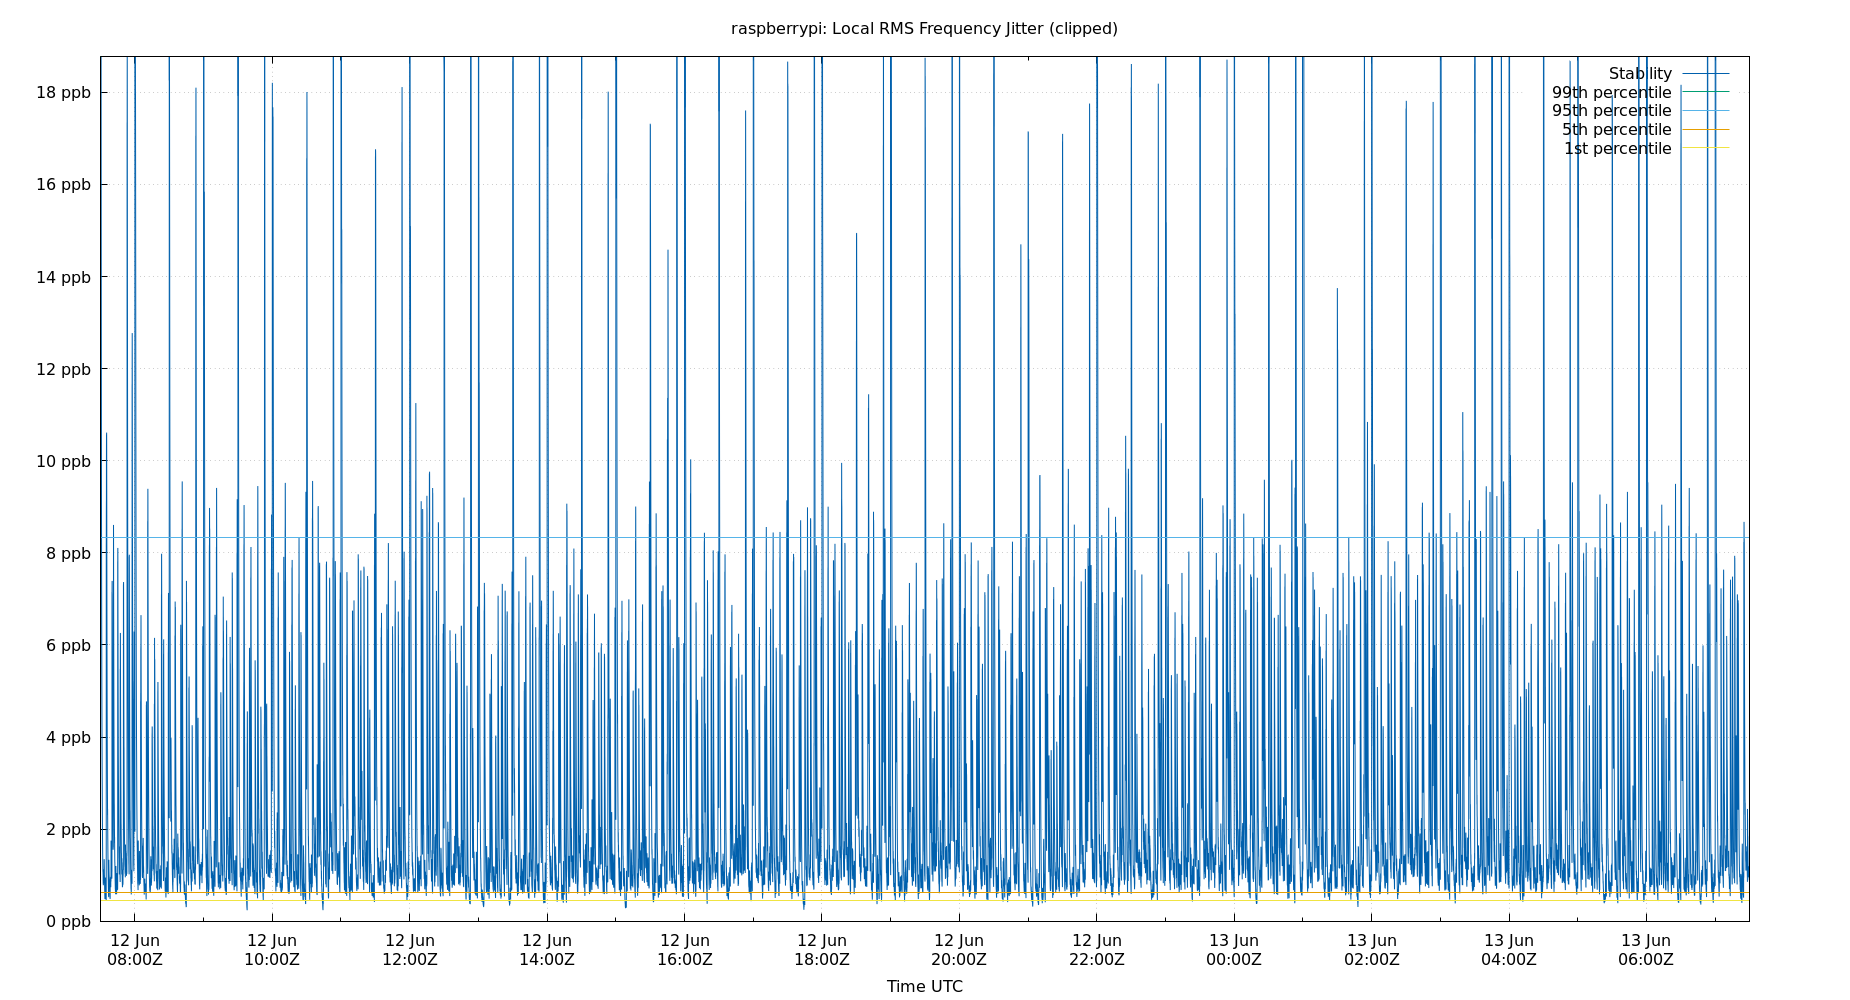 raspberrypi: Local RMS Frequency Jitter (clipped)
18 ppb
16 ppb
14 ppb
12 ppb
10 ppb
8 ppb
6 ppb
4 ppb
2 ppb
0 ppb
Stability
99th percentile
95th percentile
5th percentile
1st percentile
12 Jun 12 Jun 12 Jun 12 Jun 12 Jun 12 Jun 12 Jun 12 Jun 13 Jun 13 Jun 13 Jun 13 Jun
08:00Z 10:00Z 12:00Z 14:00Z 16:00Z 18:00Z 20:00Z 22:00Z 00:00Z 02:00Z 04:00Z 06:00Z
Time UTC